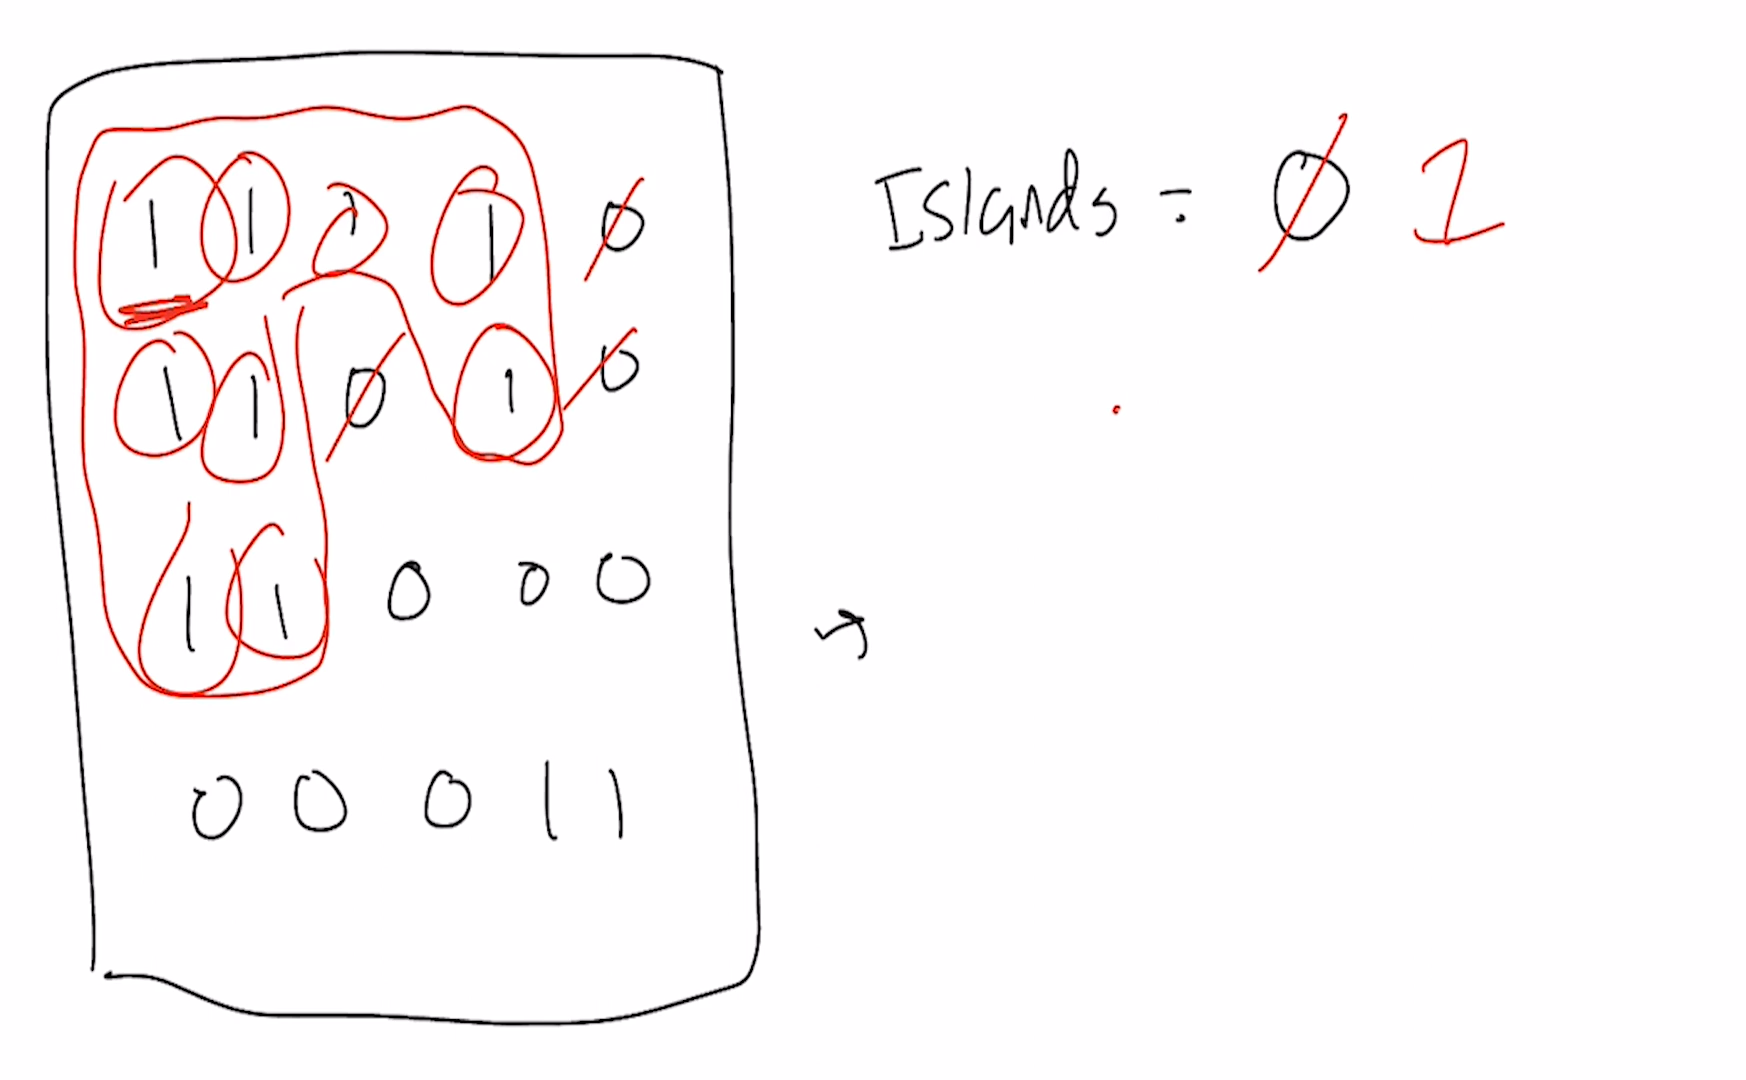 1 1 1 1 0 Islands = 0 1
1 1 0 1 0
1 1 0 0 0
0 0 0 1 1